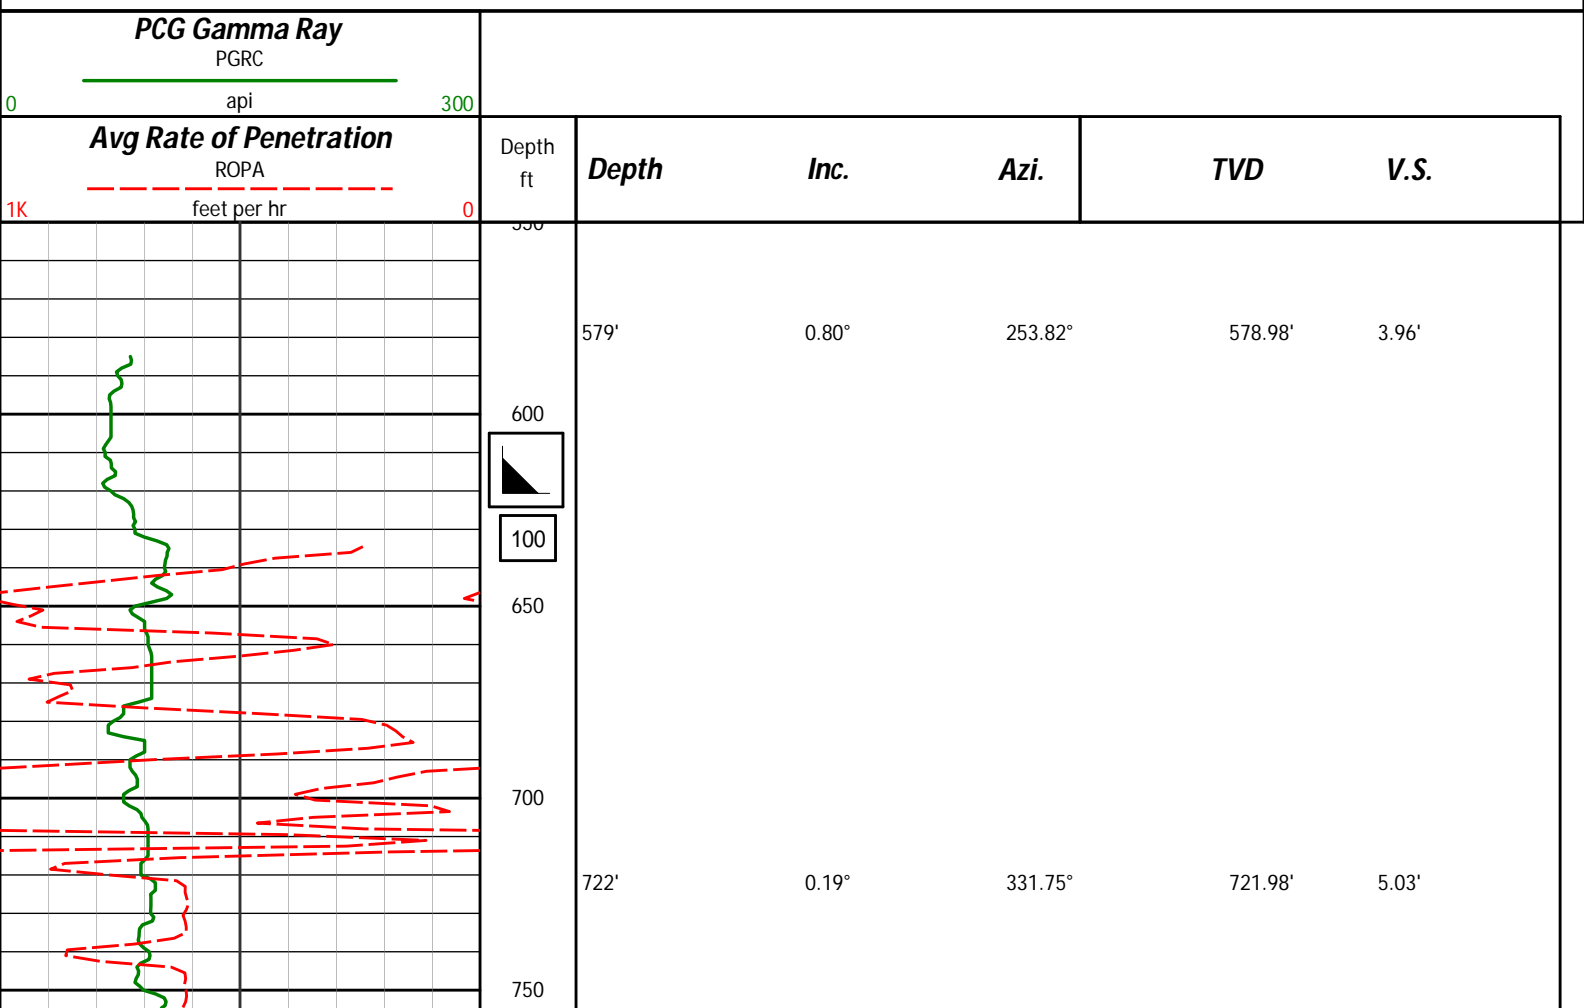 PCG Gamma Ray
PGRC
0 api 300
Avg Rate of Penetration
ROPA
1K feet per hr 0
Depth
ft
Depth Inc. Azi. TVD V.S.
579' 0.80° 253.82° 578.98' 3.96'
600
100
650
700
722' 0.19° 331.75° 721.98' 5.03'
750